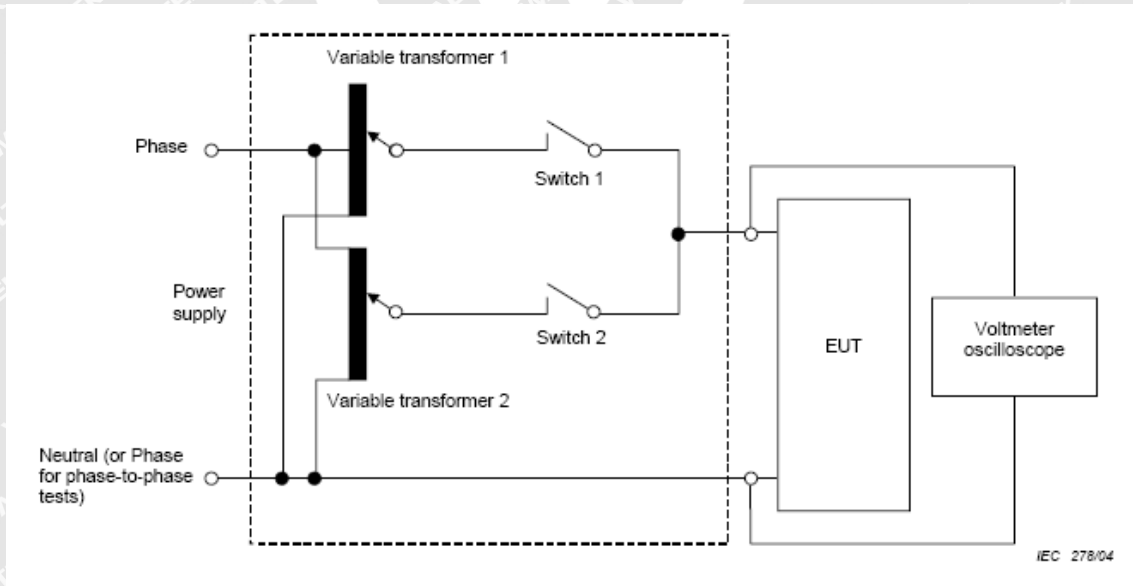 Variable transformer 1
Phase
Switch 1
Power
supply
Switch 2
EUT
Voltmeter
oscilloscope
Variable transformer 2
Neutral (or Phase
for phase-to-phase
tests)
IEC 278/04